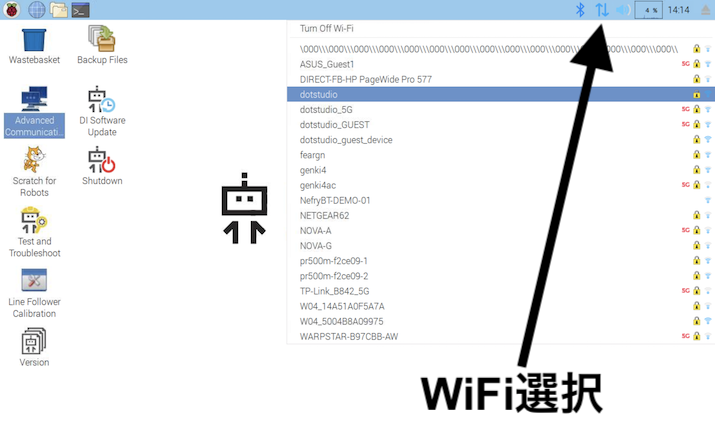 4 %
14:14
Turn Off Wi-Fi
\000\\000\\000\\000\\000\\000\\000\\000\\000\\000\\000\\000\\000\\000\\000\\
ASUS_Guest1 5G
DIRECT-FB-HP PageWide Pro 577
dotstudio
dotstudio_5G 5G
dotstudio_GUEST 5G
dotstudio_guest_device
feargn
genki4
genki4ac 5G
NefryBT-DEMO-01
NETGEAR62
NOVA-A 5G
NOVA-G
pr500m-f2ce09-1
pr500m-f2ce09-2
TP-Link_B842_5G 5G
W04_14A51A0F5A7A
W04_5004B8A09975
WARPSTAR-B97CBB-AW 5G
Wastebasket
Backup Files
Advanced
Communicati...
DI Software
Update
Scratch for
Robots
Shutdown
Test and
Troubleshoot
Line Follower
Calibration
Version
WiFi選択